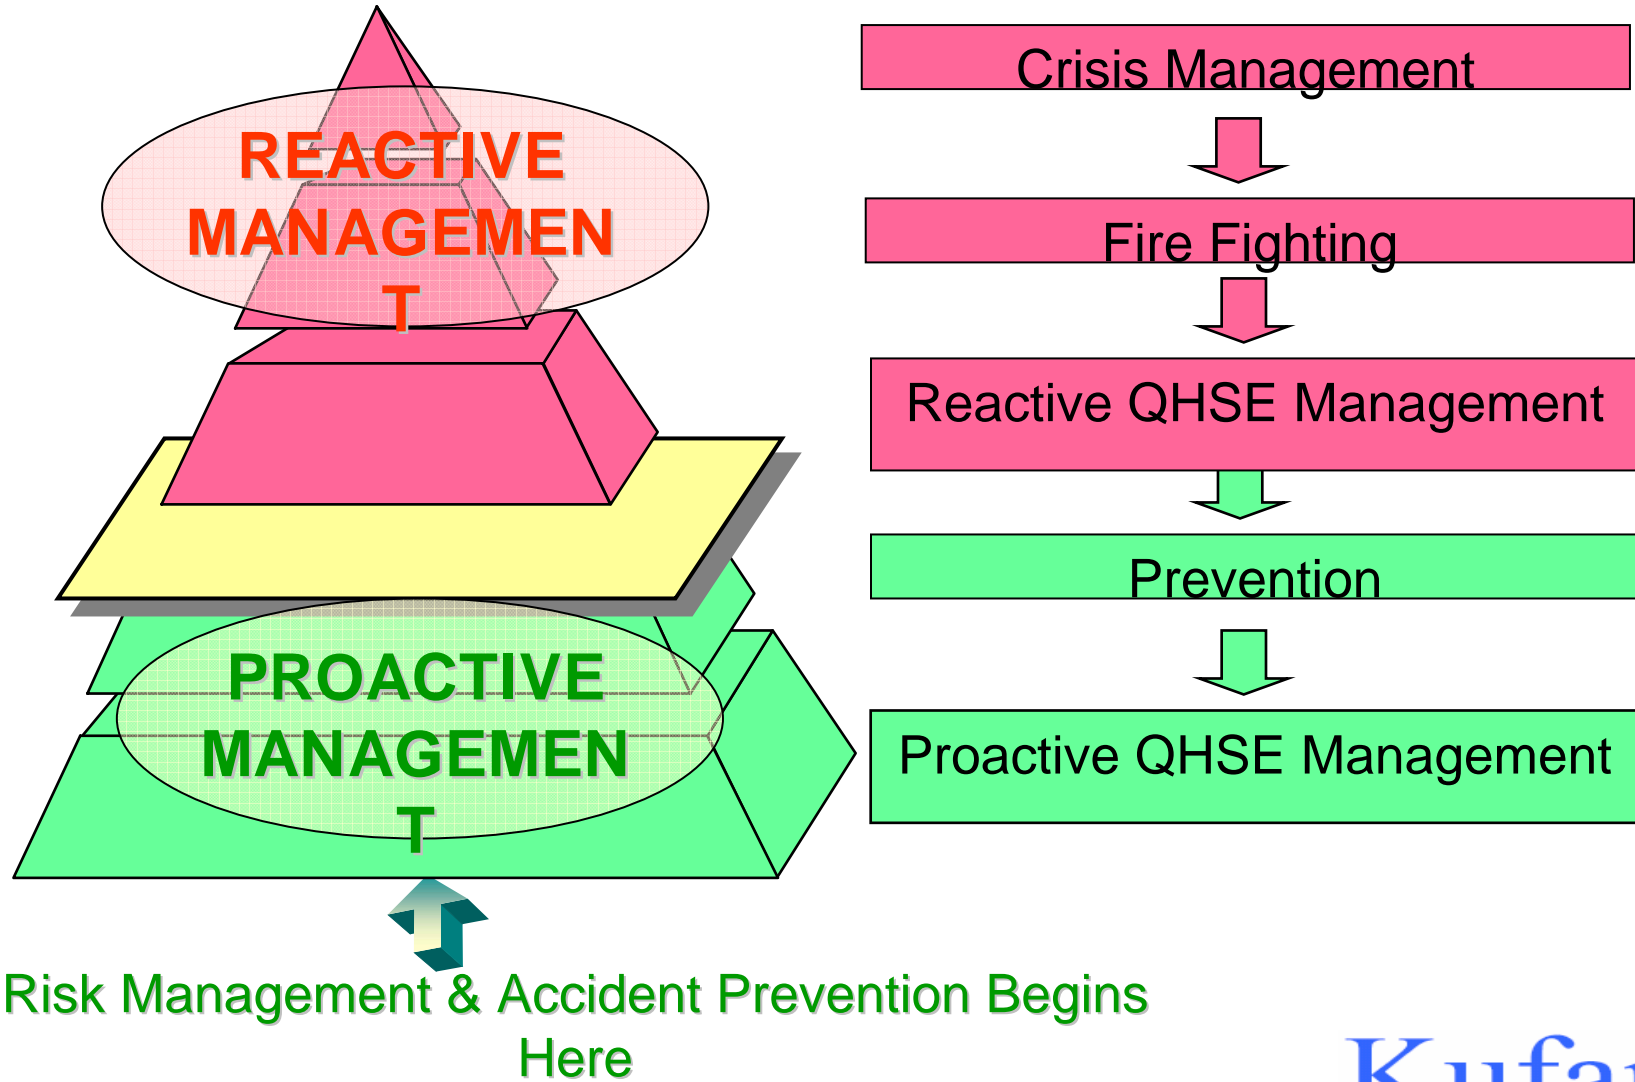 REACTIVE
MANAGEMEN
T
Crisis Management
Fire Fighting
Reactive QHSE Management
Prevention
Proactive QHSE Management
PROACTIVE
MANAGEMEN
T
Risk Management & Accident Prevention Begins
Here